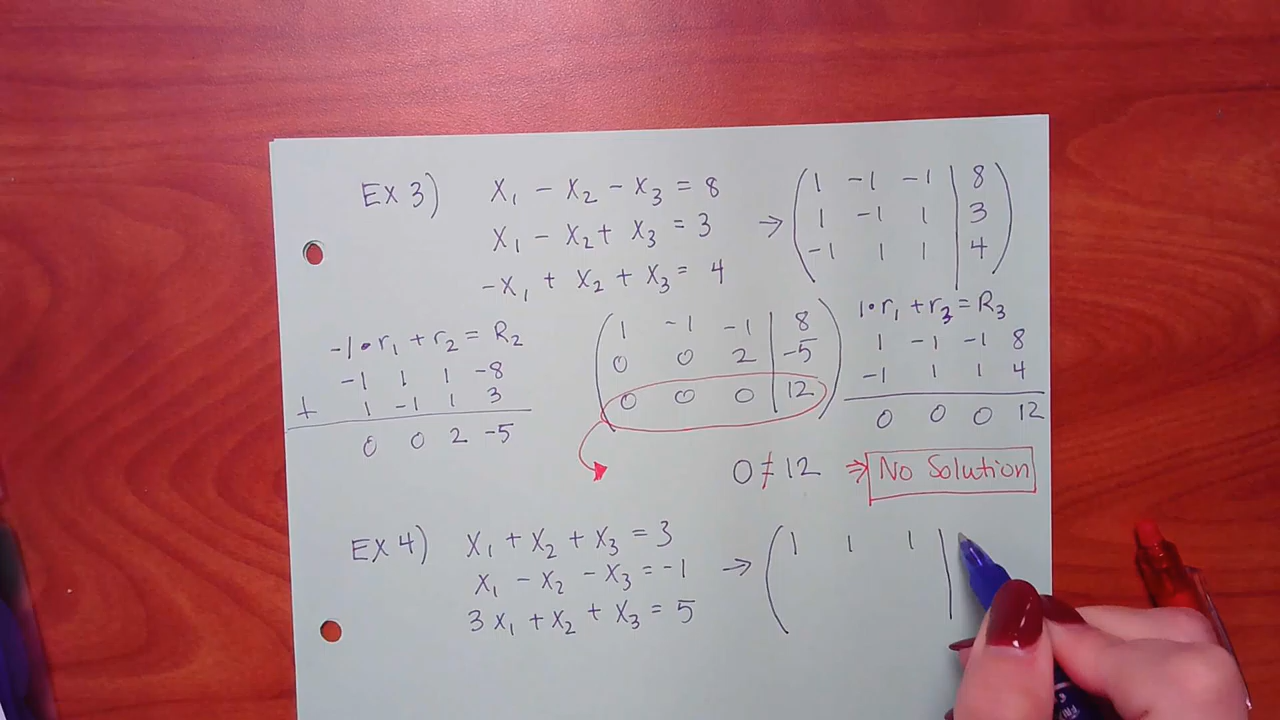 EX 3) X₁ - X₂ - X₃ = 8
X₁ - X₂ + X₃ = 3
-X₁ + X₂ + X₃ = 4
→ ( 1 -1 -1 | 8
1 -1 1 | 3
-1 1 1 | 4 )
-1 • r₁ + r₂ = R₂
-1 1 1 -8
+ 1 -1 1 3
0 0 2 -5
( 1 -1 -1 | 8
0 0 2 | -5
0 0 0 | 12 )
1 • r₁ + r₃ = R₃
1 -1 -1 8
-1 1 1 4
0 0 0 12
0 ≠ 12 ⇒ No Solution
EX 4) X₁ + X₂ + X₃ = 3
X₁ - X₂ - X₃ = -1
3X₁ + X₂ + X₃ = 5
→ ( 1 1 1 |